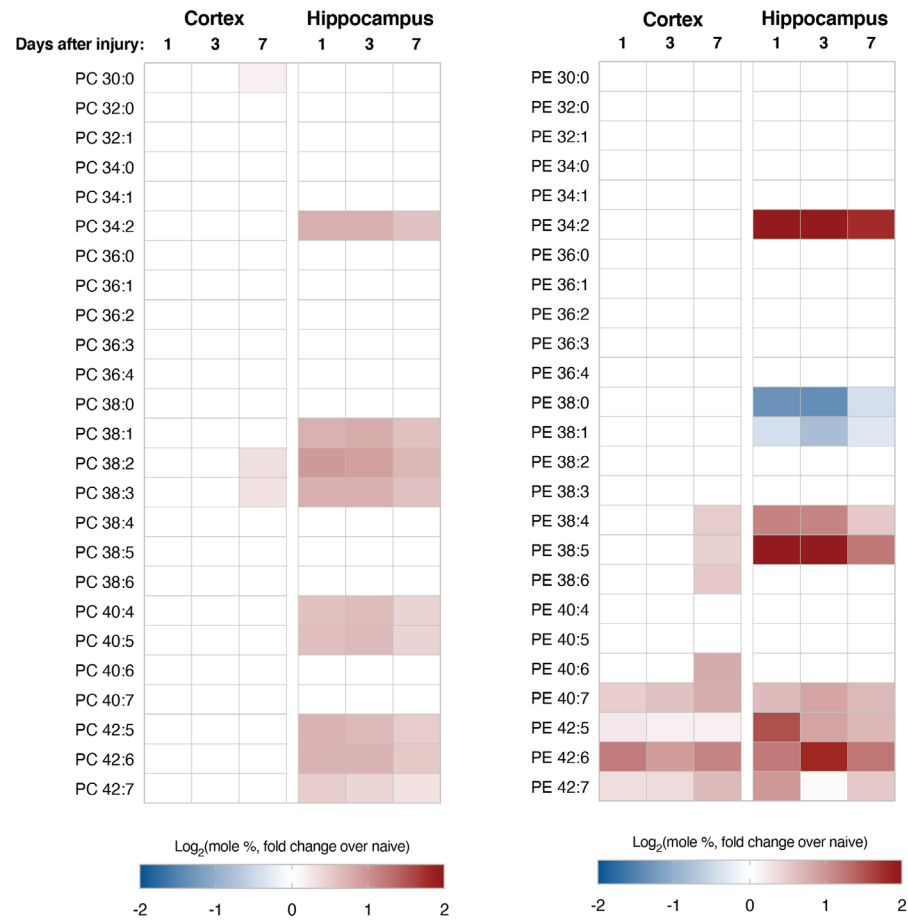 Cortex Hippocampus
Days after injury: 1 3 7 1 3 7
PC 30:0
PC 32:0
PC 32:1
PC 34:0
PC 34:1
PC 34:2
PC 36:0
PC 36:1
PC 36:2
PC 36:3
PC 36:4
PC 38:0
PC 38:1
PC 38:2
PC 38:3
PC 38:4
PC 38:5
PC 38:6
PC 40:4
PC 40:5
PC 40:6
PC 40:7
PC 42:5
PC 42:6
PC 42:7
Log₂(mole %, fold change over naive)
-2 -1 0 1 2
Cortex Hippocampus
1 3 7 1 3 7
PE 30:0
PE 32:0
PE 32:1
PE 34:0
PE 34:1
PE 34:2
PE 36:0
PE 36:1
PE 36:2
PE 36:3
PE 36:4
PE 38:0
PE 38:1
PE 38:2
PE 38:3
PE 38:4
PE 38:5
PE 38:6
PE 40:4
PE 40:5
PE 40:6
PE 40:7
PE 42:5
PE 42:6
PE 42:7
Log₂(mole %, fold change over naive)
-2 -1 0 1 2